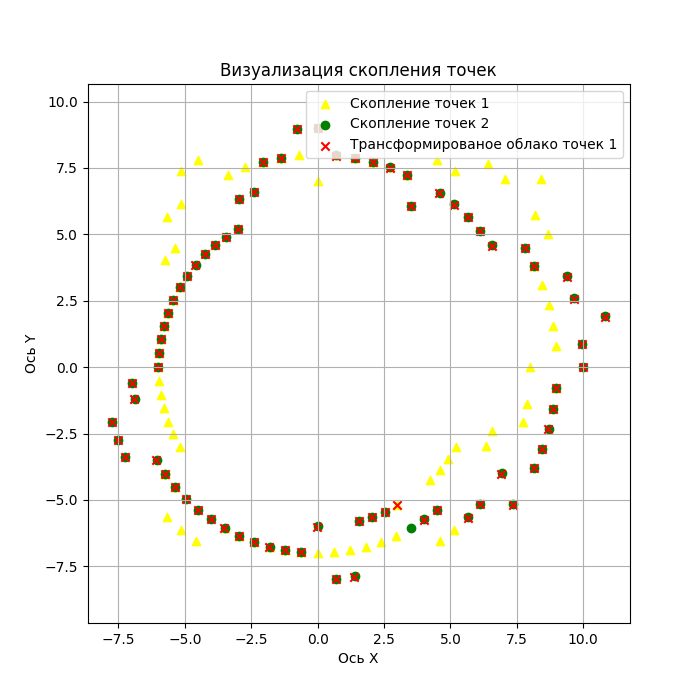 Визуализация скопления точек
Скопление точек 1
Скопление точек 2
Трансформированое облако точек 1
Ось Y
10.0
7.5
5.0
2.5
0.0
−2.5
−5.0
−7.5
−7.5 −5.0 −2.5 0.0 2.5 5.0 7.5 10.0
Ось X